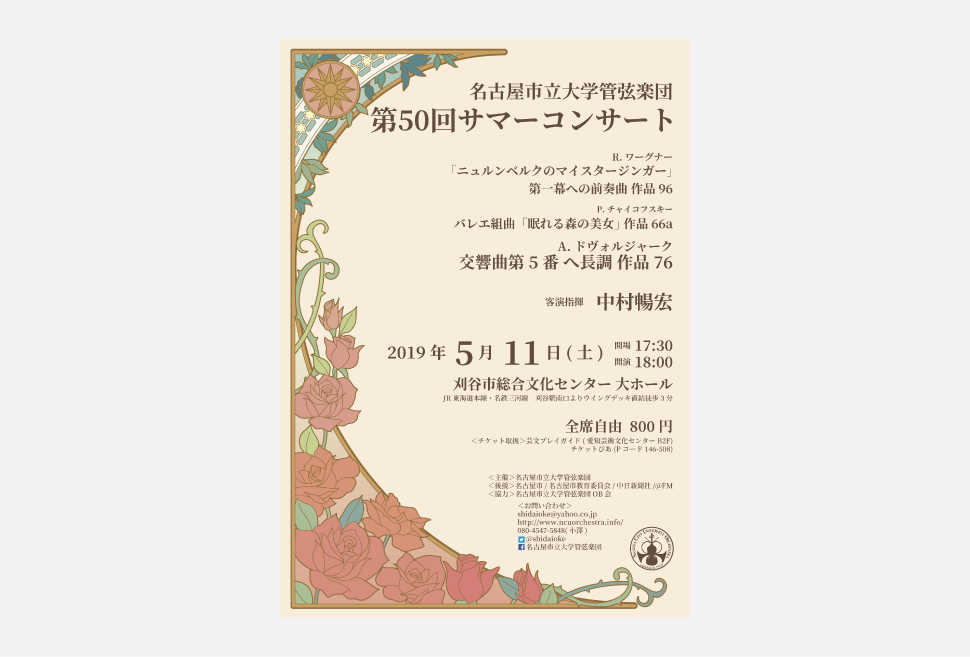 名古屋市立大学管弦楽団
第50回サマーコンサート
R. ワーグナー
「ニュルンベルクのマイスタージンガー」
第一幕への前奏曲 作品 96
P. チャイコフスキー
バレエ組曲「眠れる森の美女」作品 66a
A. ドヴォルジャーク
交響曲第 5 番 ヘ長調 作品 76
客演指揮 中村暢宏
2019 年 5 月 11 日 ( 土 ) 開場 17:30
開演 18:00
刈谷市総合文化センター 大ホール
JR 東海道本線・名鉄三河線 刈谷駅南口よりウイングデッキ直結徒歩 3 分
全席自由 800 円
＜チケット取扱＞芸文プレイガイド ( 愛知芸術文化センター B2F)
チケットぴあ (P コード 146-508)
＜主催＞名古屋市立大学管弦楽団
＜後援＞名古屋市 / 名古屋市教育委員会 / 中日新聞社 /@FM
＜協力＞名古屋市立大学管弦楽団 OB 会
＜お問い合わせ＞
shidaioke@yahoo.co.jp
http://www.ncuorchestra.info/
080-4547-5848( 小澤 )
@shidaioke
名古屋市立大学管弦楽団